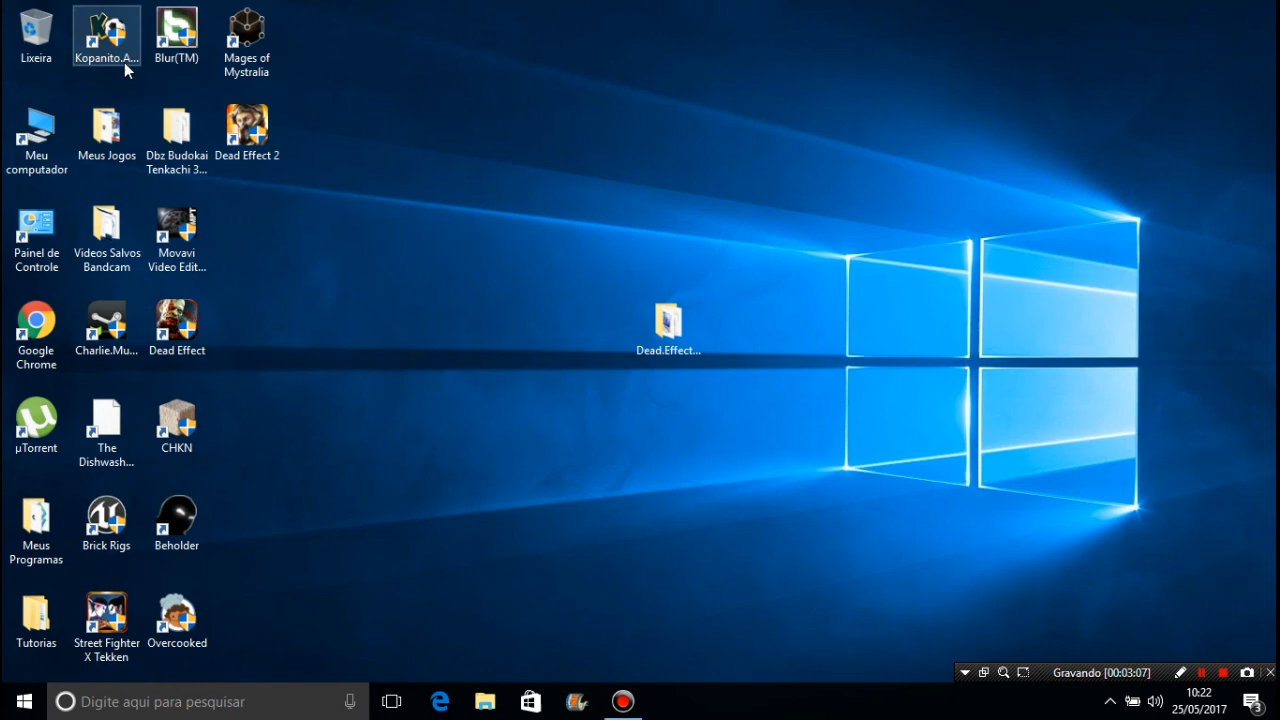 Lixeira
Kopanito.A...
Blur(TM)
Mages of
Mystralia
Meu
computador
Meus Jogos
Dbz Budokai
Tenkachi 3...
Dead Effect 2
Painel de
Controle
Videos Salvos
Bandcam
Movavi
Video Edit...
Google
Chrome
Charlie.Mu...
Dead Effect
Dead.Effect...
µTorrent
The
Dishwash...
CHKN
Meus
Programas
Brick Rigs
Beholder
Tutorias
Street Fighter
X Tekken
Overcooked
Gravando [00:03:07]
Digite aqui para pesquisar
10:22
25/05/2017
3